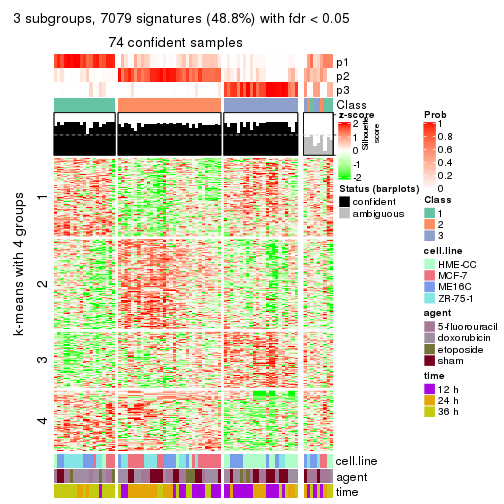 3 subgroups, 7079 signatures (48.8%) with fdr < 0.05
74 confident samples
p1
p2
p3
Class
z-score
2
1
0
-1
-2
Silhouette
score
Prob
1
0.8
0.6
0.4
0.2
0
Status (barplots)
confident
ambiguous
Class
1
2
3
cell.line
HME-CC
MCF-7
ME16C
ZR-75-1
agent
5-fluorouracil
doxorubicin
etoposide
sham
time
12 h
24 h
36 h
k-means with 4 groups
1
2
3
4
cell.line
agent
time